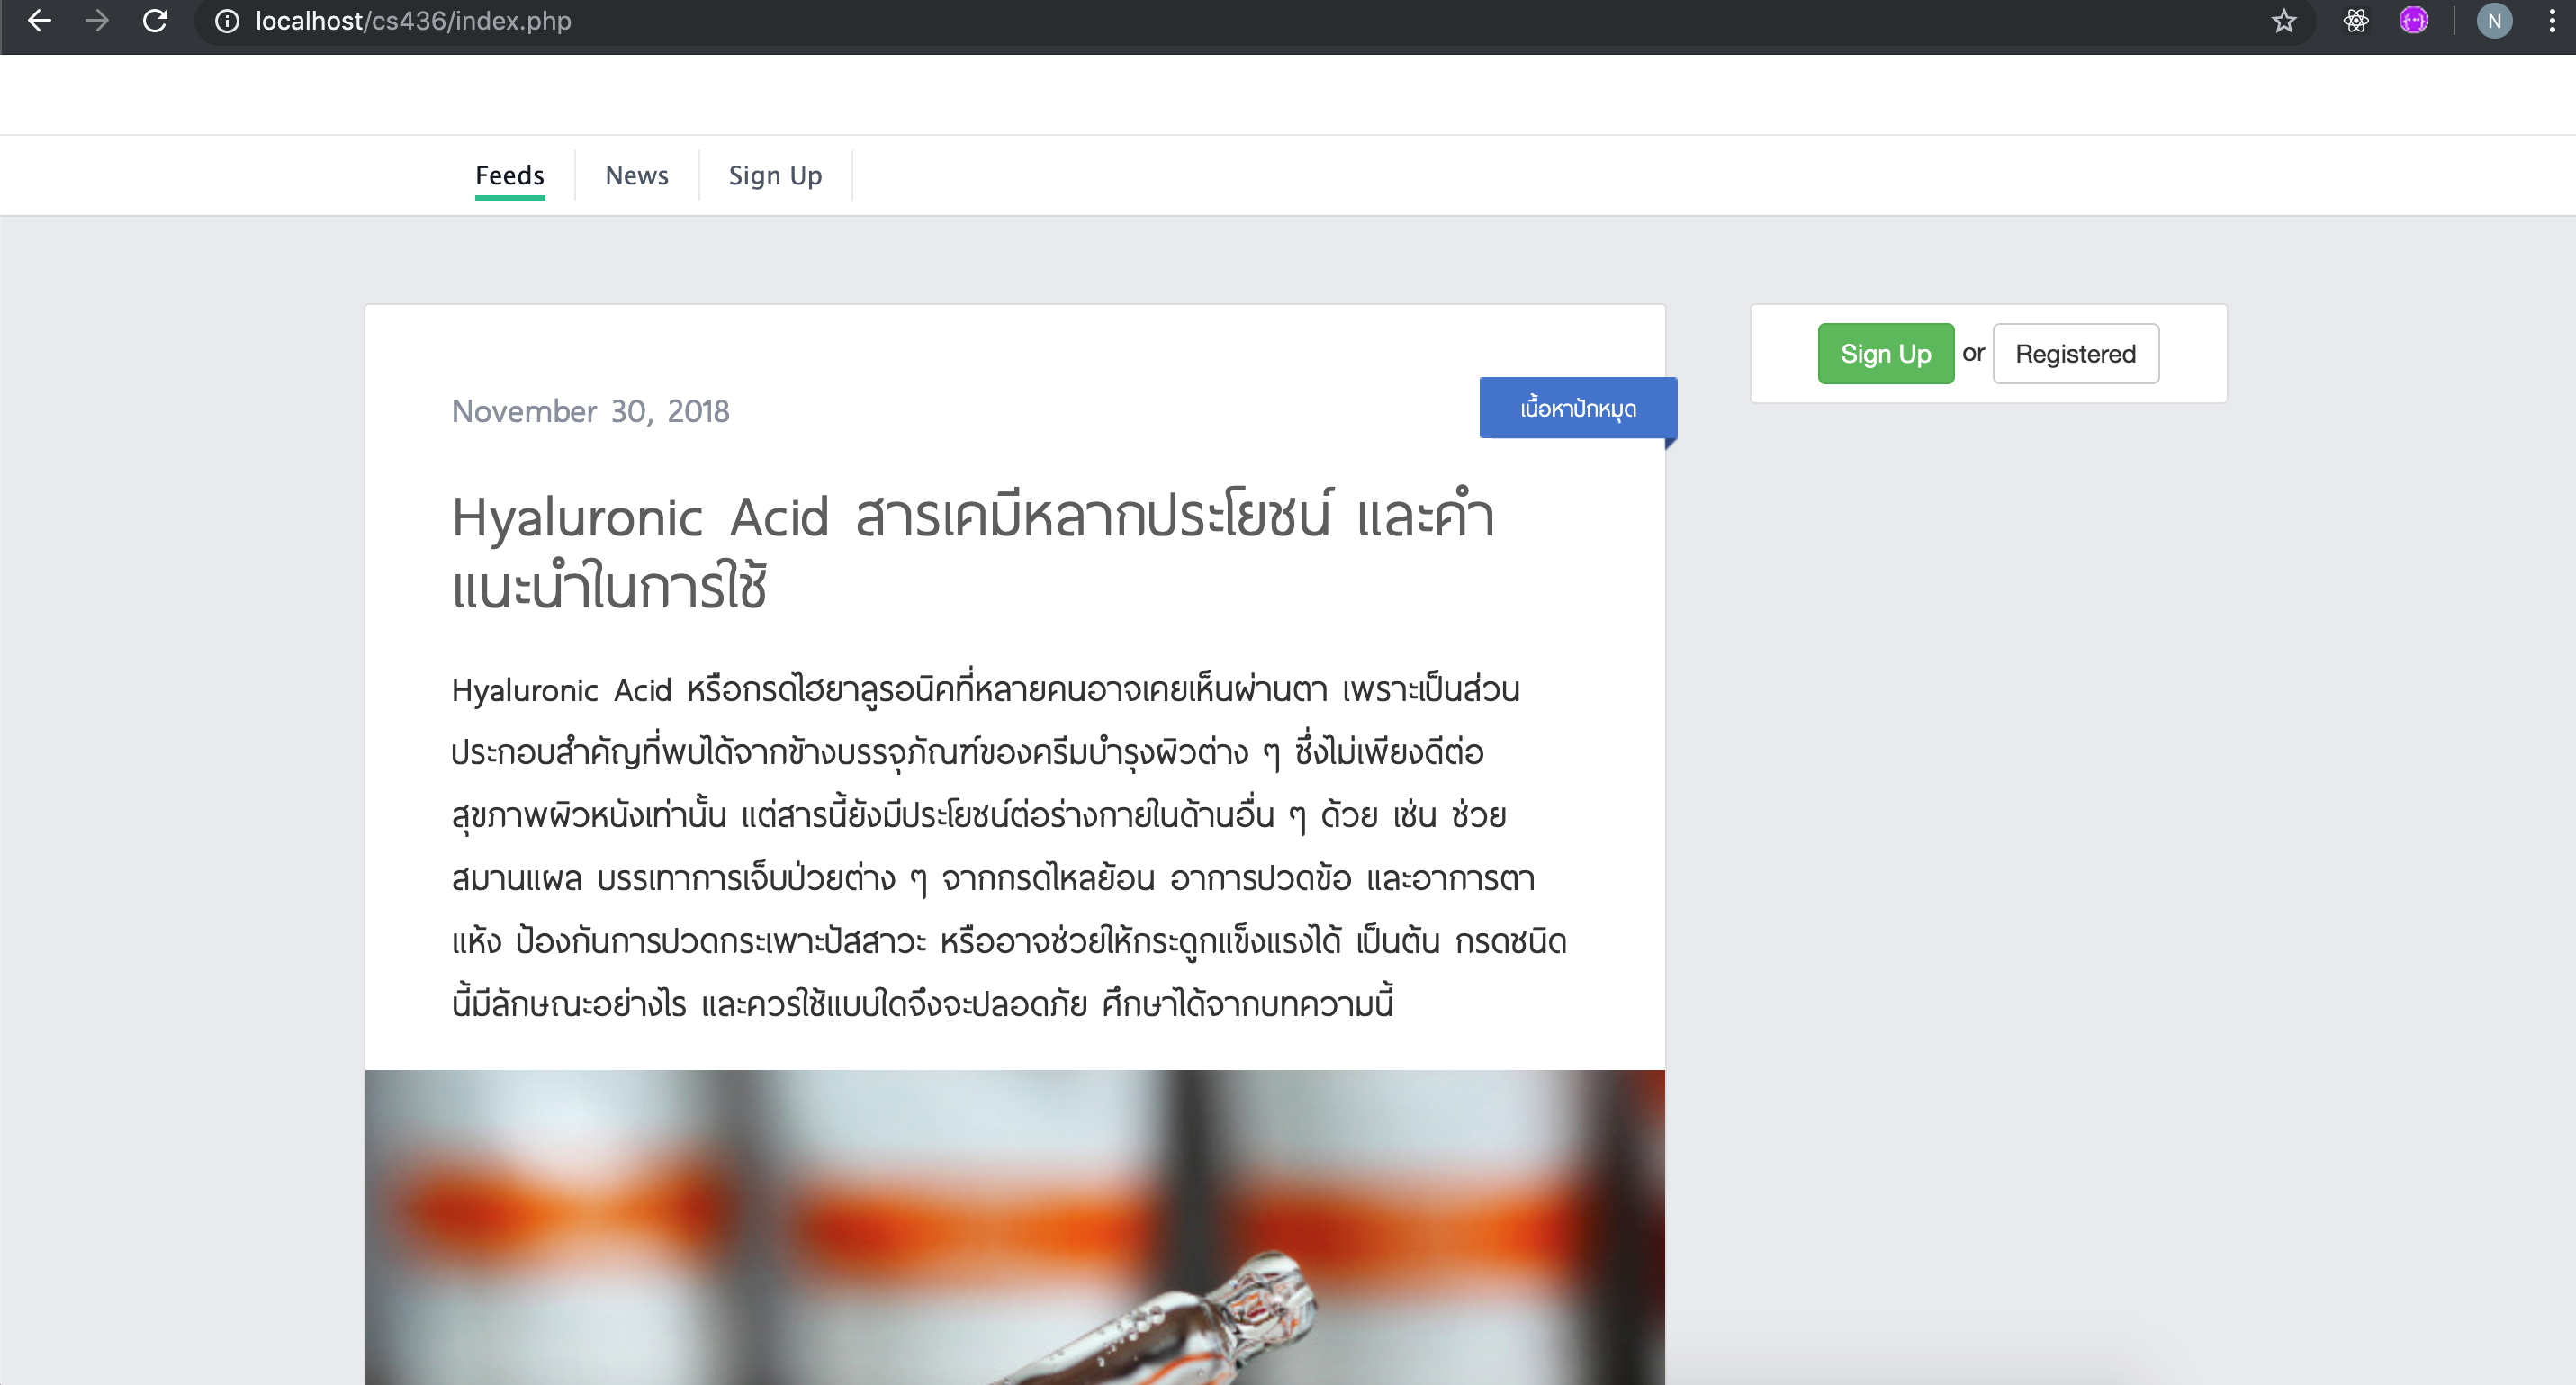 localhost/cs436/index.php
N
Feeds
News
Sign Up
Sign Up or Registered
November 30, 2018
เนื้อหาปักหมุด
Hyaluronic Acid สารเคมีหลากประโยชน์ และคำ
แนะนำในการใช้
Hyaluronic Acid หรือกรดไฮยาลูรอนิคที่หลายคนอาจเคยเห็นผ่านตา เพราะเป็นส่วน
ประกอบสำคัญที่พบได้จากข้างบรรจุภัณฑ์ของครีมบำรุงผิวต่าง ๆ ซึ่งไม่เพียงดีต่อ
สุขภาพผิวหนังเท่านั้น แต่สารนี้ยังมีประโยชน์ต่อร่างกายในด้านอื่น ๆ ด้วย เช่น ช่วย
สมานแผล บรรเทาการเจ็บป่วยต่าง ๆ จากกรดไหลย้อน อาการปวดข้อ และอาการตา
แห้ง ป้องกันการปวดกระเพาะปัสสาวะ หรืออาจช่วยให้กระดูกแข็งแรงได้ เป็นต้น กรดชนิด
นี้มีลักษณะอย่างไร และควรใช้แบบใดจึงจะปลอดภัย ศึกษาได้จากบทความนี้